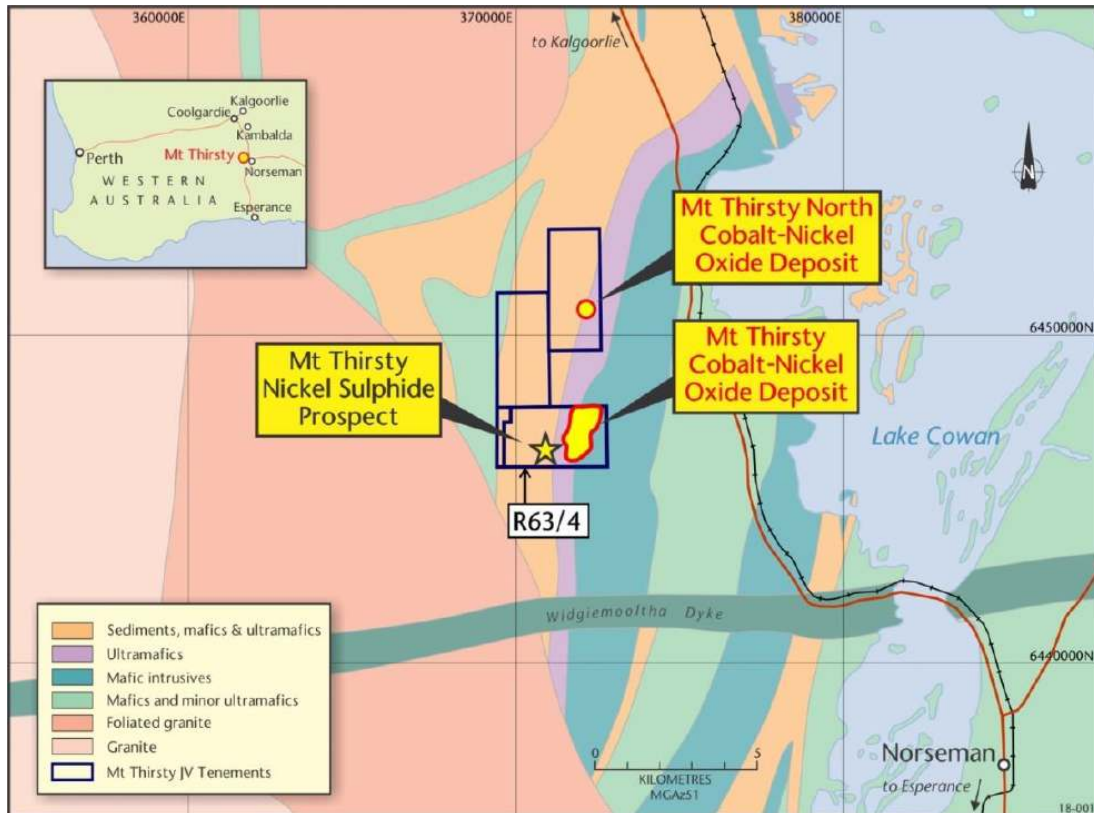 360000E
370000E
380000E
to Kalgoorlie
Kalgoorlie
Coolgardie
Kambalda
Perth
Mt Thirsty
Norseman
WESTERN
AUSTRALIA
Esperance
N
Mt Thirsty North
Cobalt-Nickel
Oxide Deposit
6450000N
Mt Thirsty
Cobalt-Nickel
Oxide Deposit
Mt Thirsty
Nickel Sulphide
Prospect
Lake Cowan
R63/4
Widgiemooltha Dyke
6440000N
Sediments, mafics & ultramafics
Ultramafics
Mafic intrusives
Mafics and minor ultramafics
Foliated granite
Granite
Mt Thirsty JV Tenements
0 5
KILOMETRES
MGAz51
Norseman
to Esperance
18-001